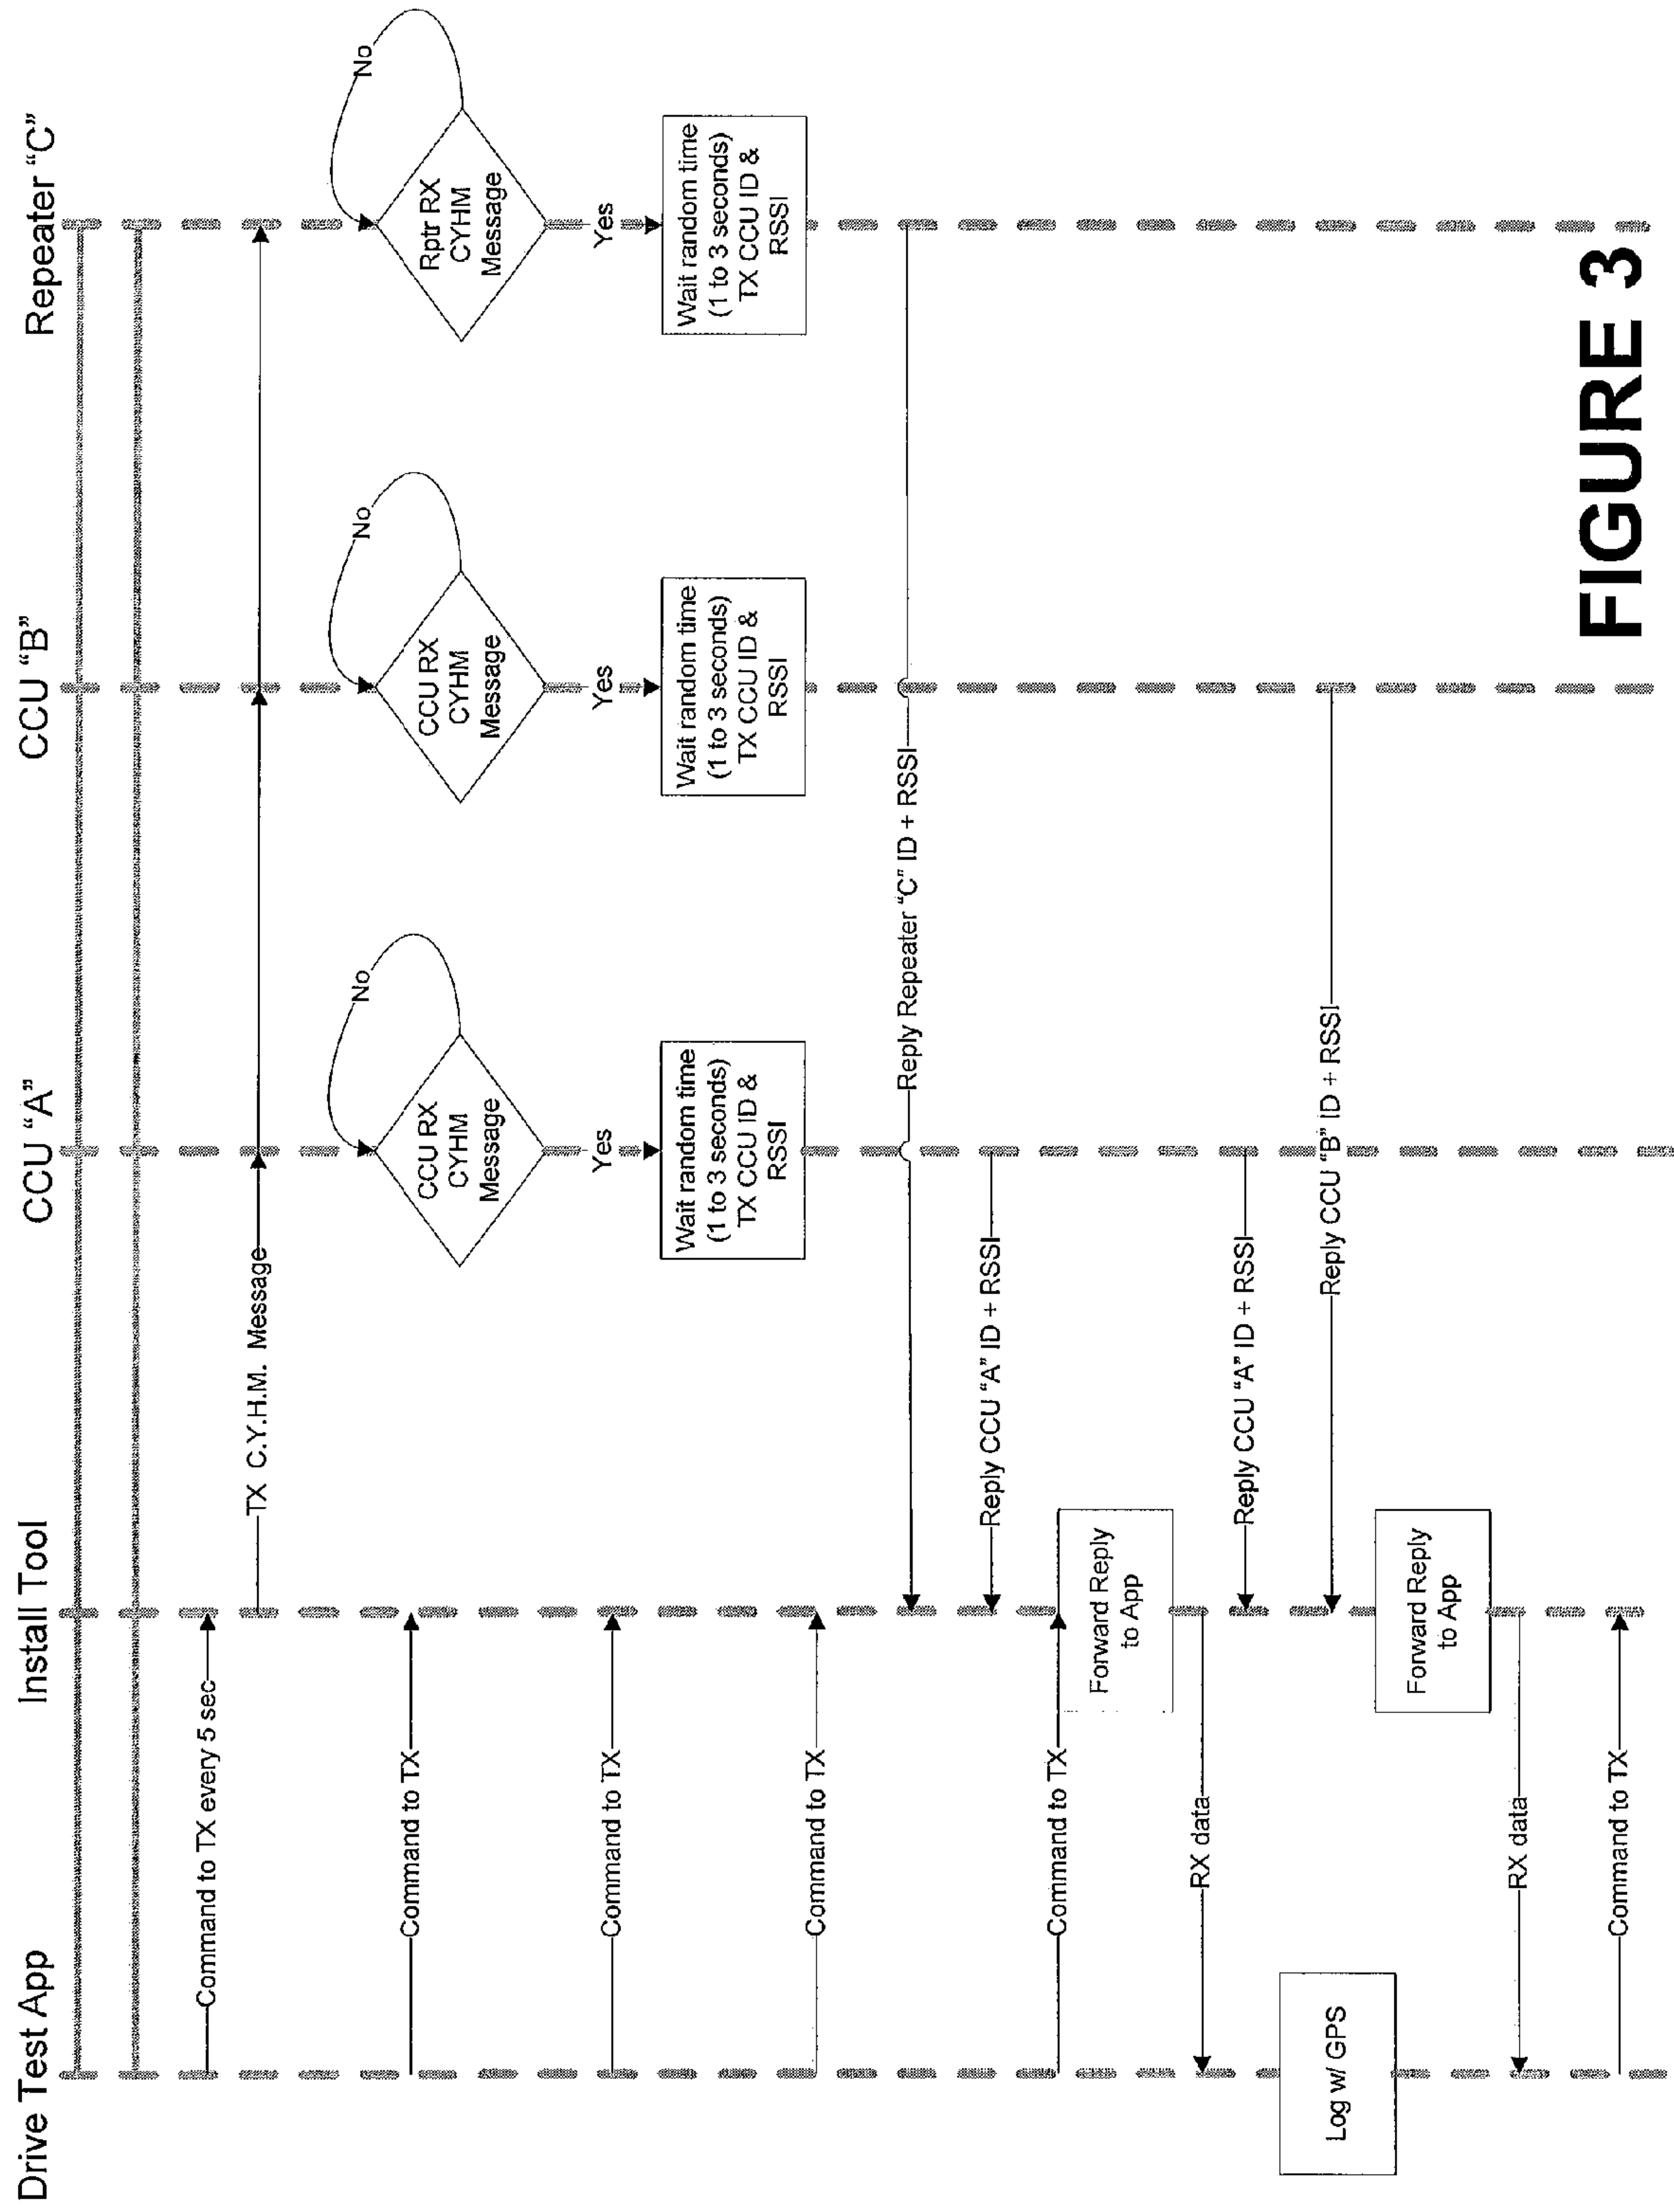 Drive Test App
Install Tool
CCU “A”
CCU “B”
Repeater “C”
Command to TX every 5 sec
TX C.Y.H.M. Message
No
No
No
Command to TX
CCU RX
CYHM
Message
CCU RX
CYHM
Message
Rptr RX
CYHM
Message
Yes
Yes
Yes
Command to TX
Wait random time
(1 to 3 seconds)
TX CCU ID &
RSSI
Wait random time
(1 to 3 seconds)
TX CCU ID &
RSSI
Wait random time
(1 to 3 seconds)
TX CCU ID &
RSSI
Command to TX
Reply Repeater “C” ID + RSSI
Reply CCU “A” ID + RSSI
Command to TX
Forward Reply
to App
RX data
Reply CCU “A” ID + RSSI
Reply CCU “B” ID + RSSI
Log w/ GPS
Forward Reply
to App
RX data
Command to TX
FIGURE 3